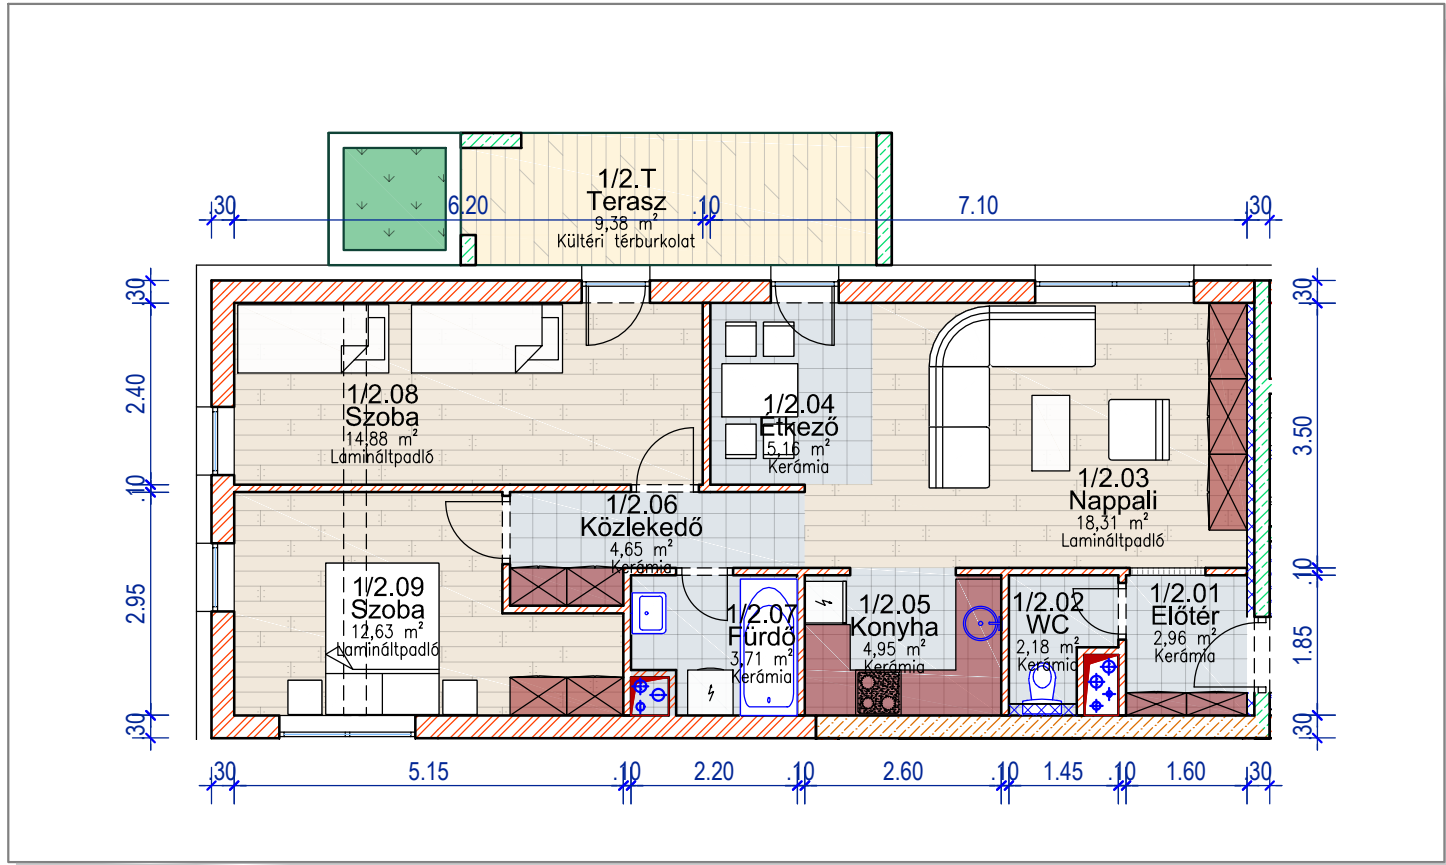 1/2.T
Terasz
9,38 m²
Kültéri térburkolat
.30
6.20
.10
7.10
.30
.30
2.40
.10
2.95
.30
.30
3.50
.10
1.85
.30
1/2.08
Szoba
14,88 m²
Lamináltpadló
1/2.04
Étkező
5,16 m²
Kerámia
1/2.03
Nappali
18,31 m²
Lamináltpadló
1/2.06
Közlekedő
4,65 m²
Kerámia
1/2.09
Szoba
12,63 m²
Lamináltpadló
1/2.07
Fürdő
3,71 m²
Kerámia
1/2.05
Konyha
4,95 m²
Kerámia
1/2.02
WC
2,18 m²
Kerámia
1/2.01
Előtér
2,96 m²
Kerámia
.30
5.15
.10
2.20
.10
2.60
.10
1.45
.10
1.60
.30